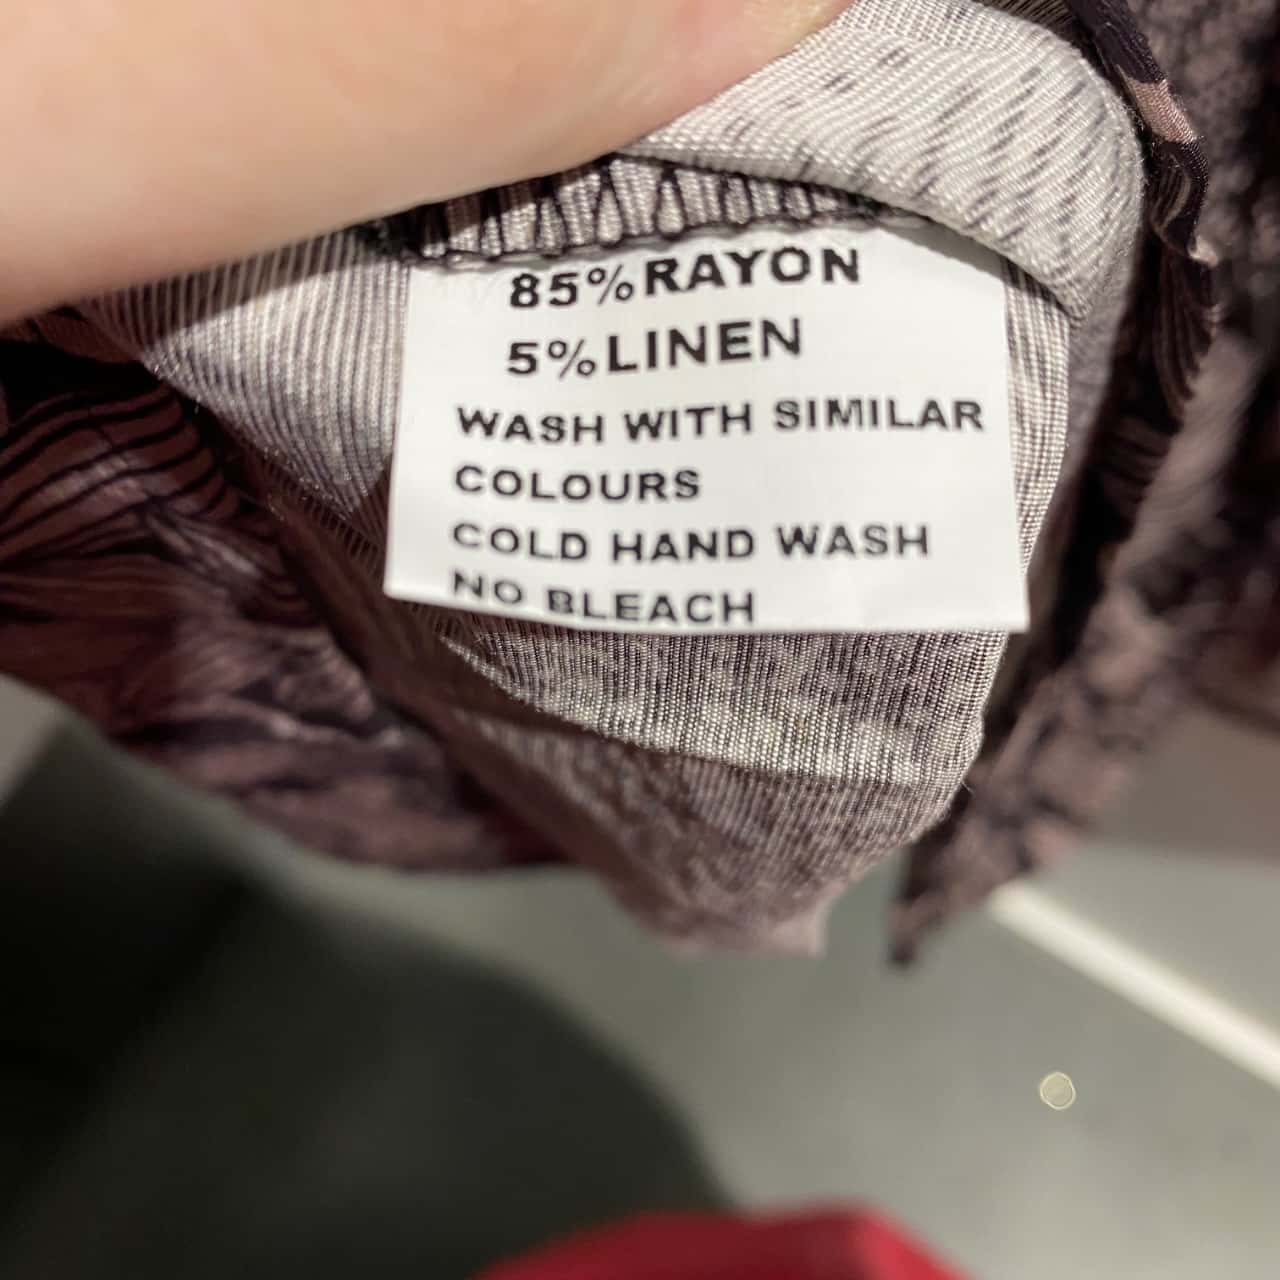 85%RAYON
5%LINEN
WASH WITH SIMILAR
COLOURS
COLD HAND WASH
NO BLEACH